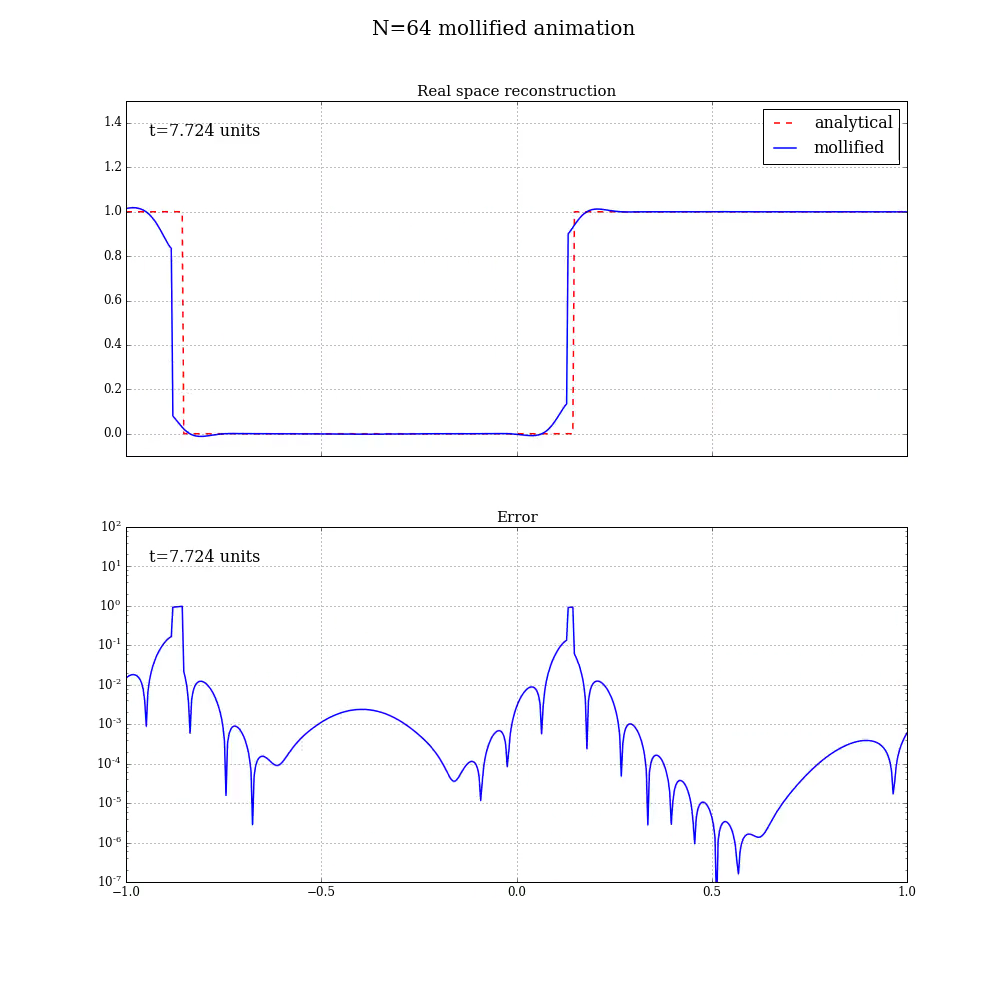 N=64 mollified animation
Real space reconstruction
t=7.724 units
analytical
mollified
1.4
1.2
1.0
0.8
0.6
0.4
0.2
0.0
Error
t=7.724 units
10²
10¹
10⁰
10⁻¹
10⁻²
10⁻³
10⁻⁴
10⁻⁵
10⁻⁶
10⁻⁷
−1.0 −0.5 0.0 0.5 1.0